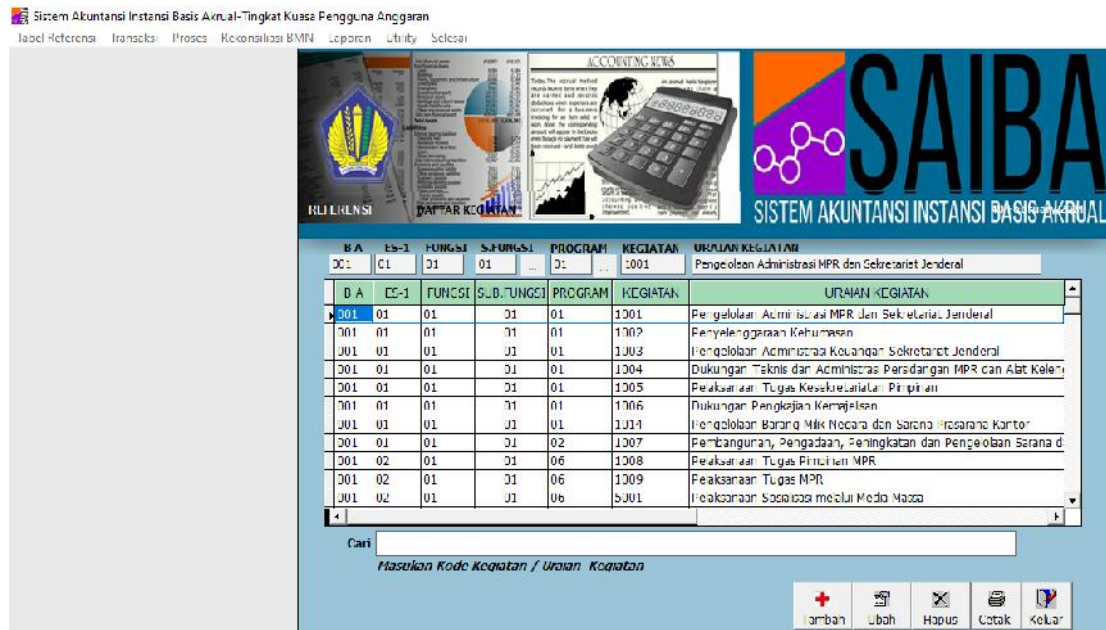 Sistem Akuntansi Instansi Basis Akrual-Tingkat Kuasa Pengguna Anggaran
Tabel Referensi Transaksi Proses Rekonsiliasi BMN Laporan Utility Selesai
ACCOUNTING NEWS
SAIBA
SISTEM AKUNTANSI INSTANSI BASIS AKRUAL
REFERENSI DAFTAR KEGIATAN
B A ES-1 FUNGSI S.FUNGSI PROGRAM KEGIATAN URAIAN KEGIATAN
001 01 01 01 ... 01 ... 1001 Pengelolaan Administrasi MPR dan Sekretariat Jenderal
B A ES-1 FUNGSI SUB.FUNGSI PROGRAM KEGIATAN URAIAN KEGIATAN
001 01 01 01 01 1001 Pengelolaan Administrasi MPR dan Sekretariat Jenderal
001 01 01 01 01 1002 Penyelenggaraan Kehumasan
001 01 01 01 01 1003 Pengelolaan Administrasi Keuangan Sekretariat Jenderal
001 01 01 01 01 1004 Dukungan Teknis dan Administrasi Persidangan MPR dan Alat Keleng
001 01 01 01 01 1005 Pelaksanaan Tugas Kesekretariatan Pimpinan
001 01 01 01 01 1006 Dukungan Pengkajian Kemajelisan
001 01 01 01 01 1014 Pengelolaan Barang Milik Negara dan Sarana Prasarana Kantor
001 01 01 01 02 1007 Pembangunan, Pengadaan, Peningkatan dan Pengelolaan Sarana d
001 02 01 01 06 1008 Pelaksanaan Tugas Pimpinan MPR
001 02 01 01 06 1009 Pelaksanaan Tugas MPR
001 02 01 01 06 5001 Pelaksanaan Sosialisasi melalui Media Massa
Cari
Masukan Kode Kegiatan / Uraian Kegiatan
Tambah Ubah Hapus Cetak Keluar